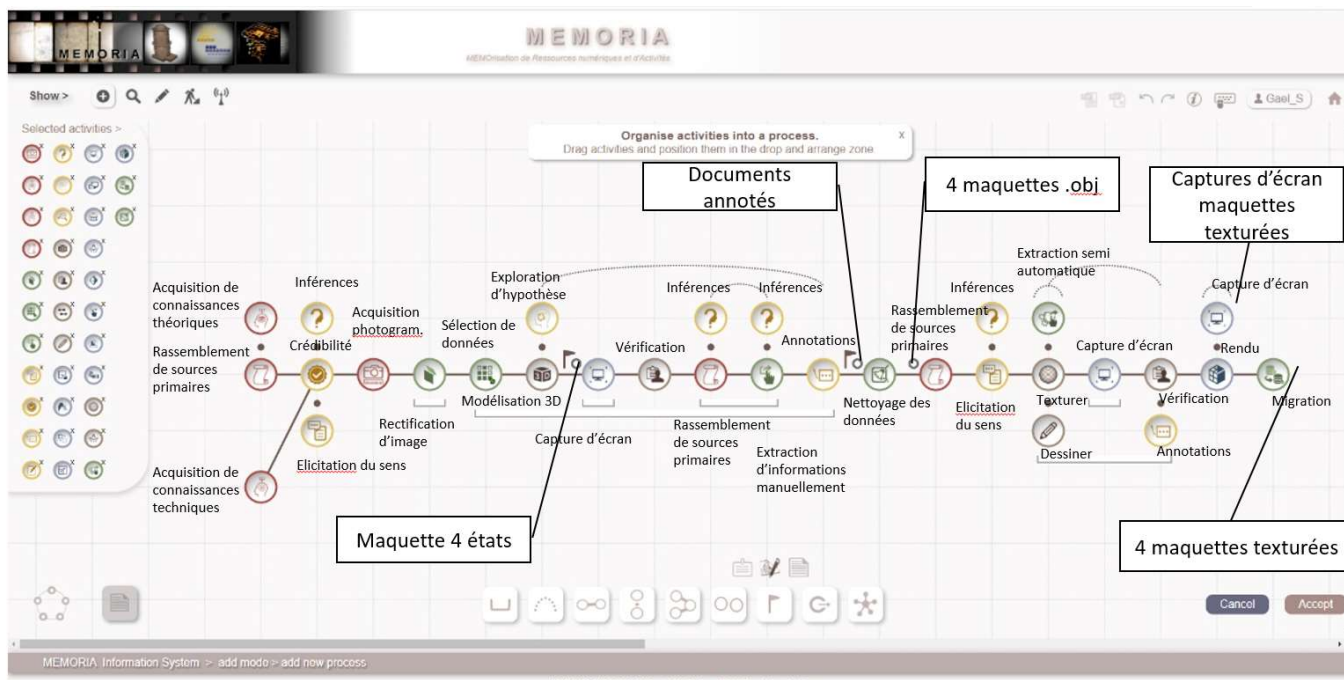 MEMORIA
MEMORIA
MEMOrisation de Ressources numériques et d'Activités
Show >
Gael_S
Selected activities >
Organise activities into a process.
x
Drag activities and position them in the drop and arrange zone
Documents
annotés
4 maquettes .obj
Captures d'écran
maquettes
texturées
Acquisition de
connaissances
théoriques
Inférences
Acquisition
photogram.
Sélection de
données
Exploration
d'hypothèse
Inférences
Inférences
Rassemblement
de sources
primaires
Inférences
Extraction semi
automatique
Capture d'écran
Rassemblement
de sources
primaires
Crédibilité
Vérification
Annotations
Capture d'écran
Rendu
Modélisation 3D
3D
Nettoyage des
données
Elicitation
du sens
Texturer
Vérification
Migration
Rectification
d'image
Capture d'écran
Rassemblement
de sources
primaires
Extraction
d'informations
manuellement
Dessiner
Annotations
Elicitation du sens
Acquisition de
connaissances
techniques
Maquette 4 états
4 maquettes texturées
Cancel
Accept
MEMORIA Information System > add mode > add new process